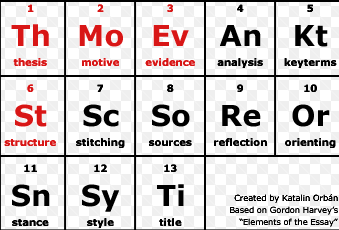 1 2 3 4 5
Th Mo Ev An Kt
thesis motive evidence analysis keyterms
6 7 8 9 10
St Sc So Re Or
structure stitching sources reflection orienting
11 12 13
Sn Sy Ti
stance style title
Created by Katalin Orbán
Based on Gordon Harvey's
"Elements of the Essay"